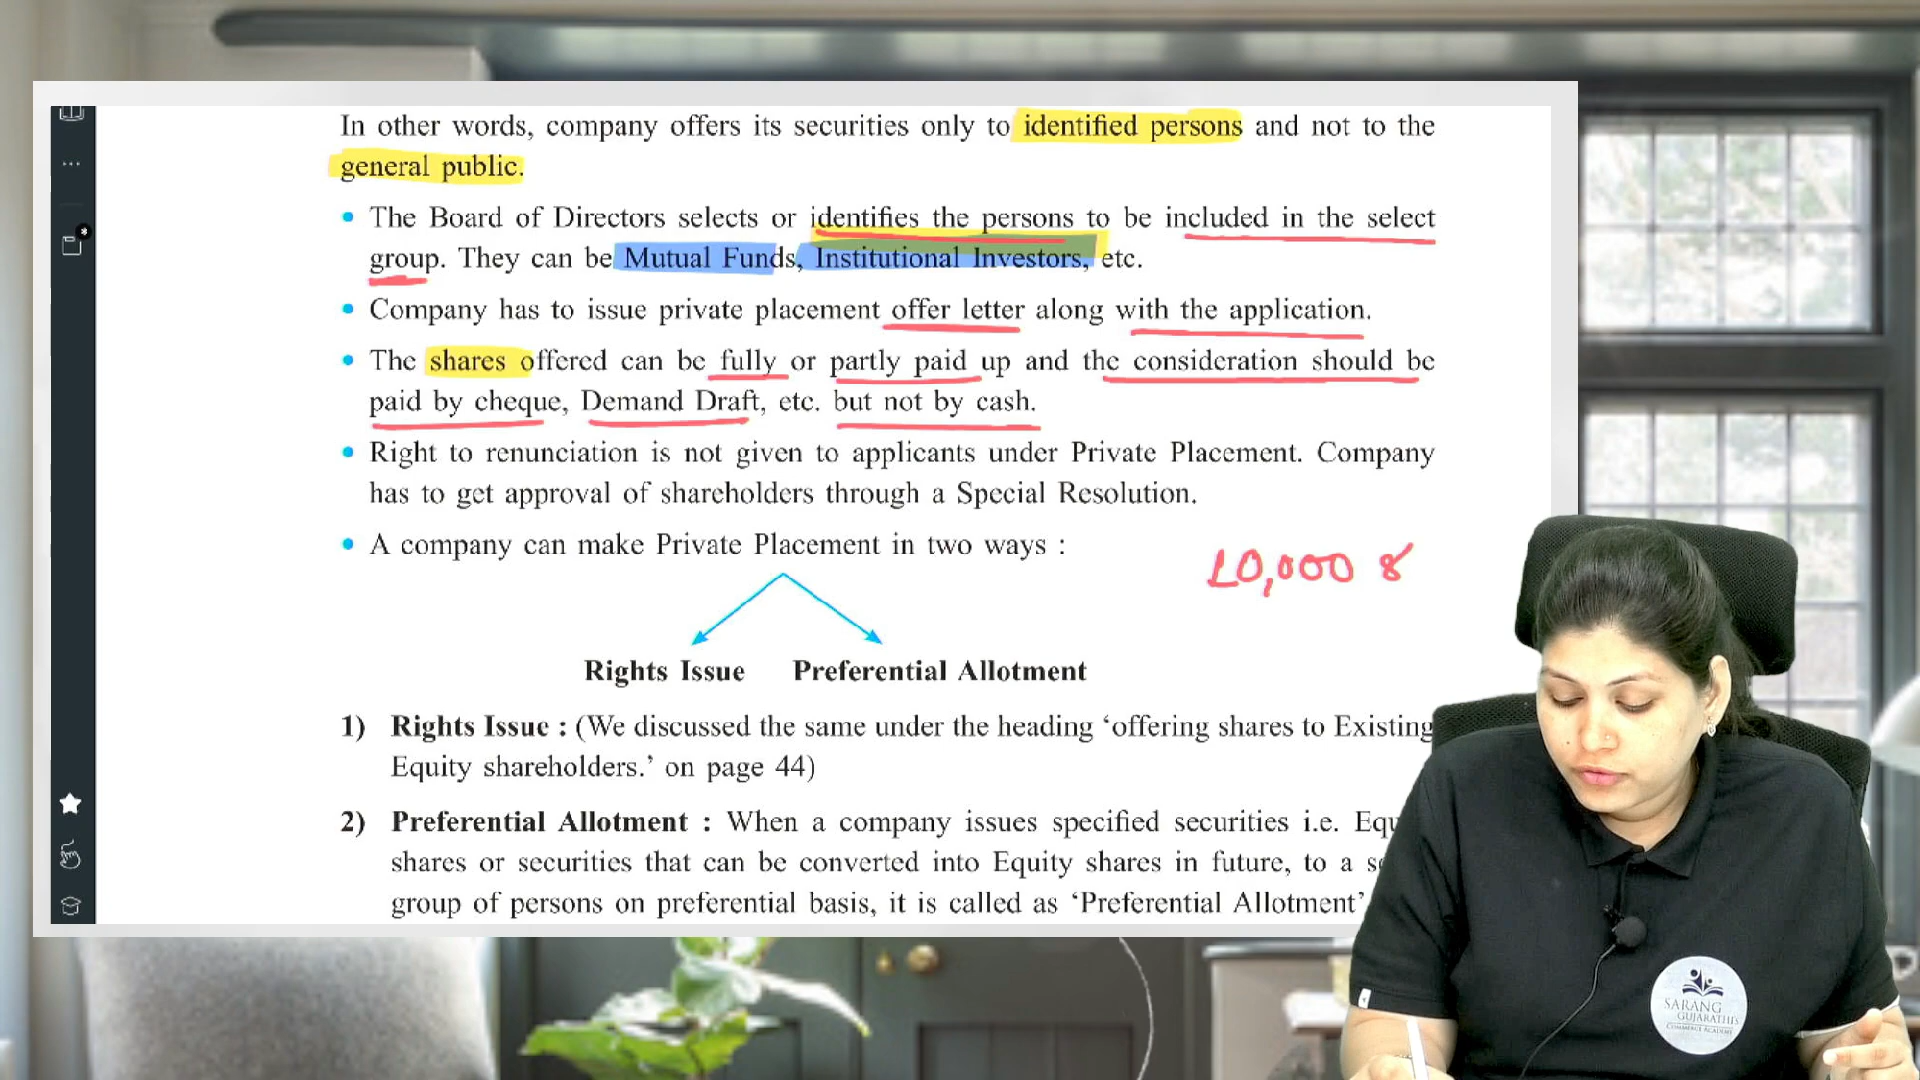 In other words, company offers its securities only to identified persons and not to the
general public.
• The Board of Directors selects or identifies the persons to be included in the select
group. They can be Mutual Funds, Institutional Investors, etc.
• Company has to issue private placement offer letter along with the application.
• The shares offered can be fully or partly paid up and the consideration should be
paid by cheque, Demand Draft, etc. but not by cash.
• Right to renunciation is not given to applicants under Private Placement. Company
has to get approval of shareholders through a Special Resolution.
• A company can make Private Placement in two ways :
10,000
Rights Issue Preferential Allotment
1) Rights Issue : (We discussed the same under the heading ‘offering shares to Existing
Equity shareholders.’ on page 44)
2) Preferential Allotment : When a company issues specified securities i.e.
shares or securities that can be converted into Equity shares in future, to a
group of persons on preferential basis, it is called as ‘Preferential Allotment’
SARANG
GUJARATHI'S
COMMERCE ACADEMY